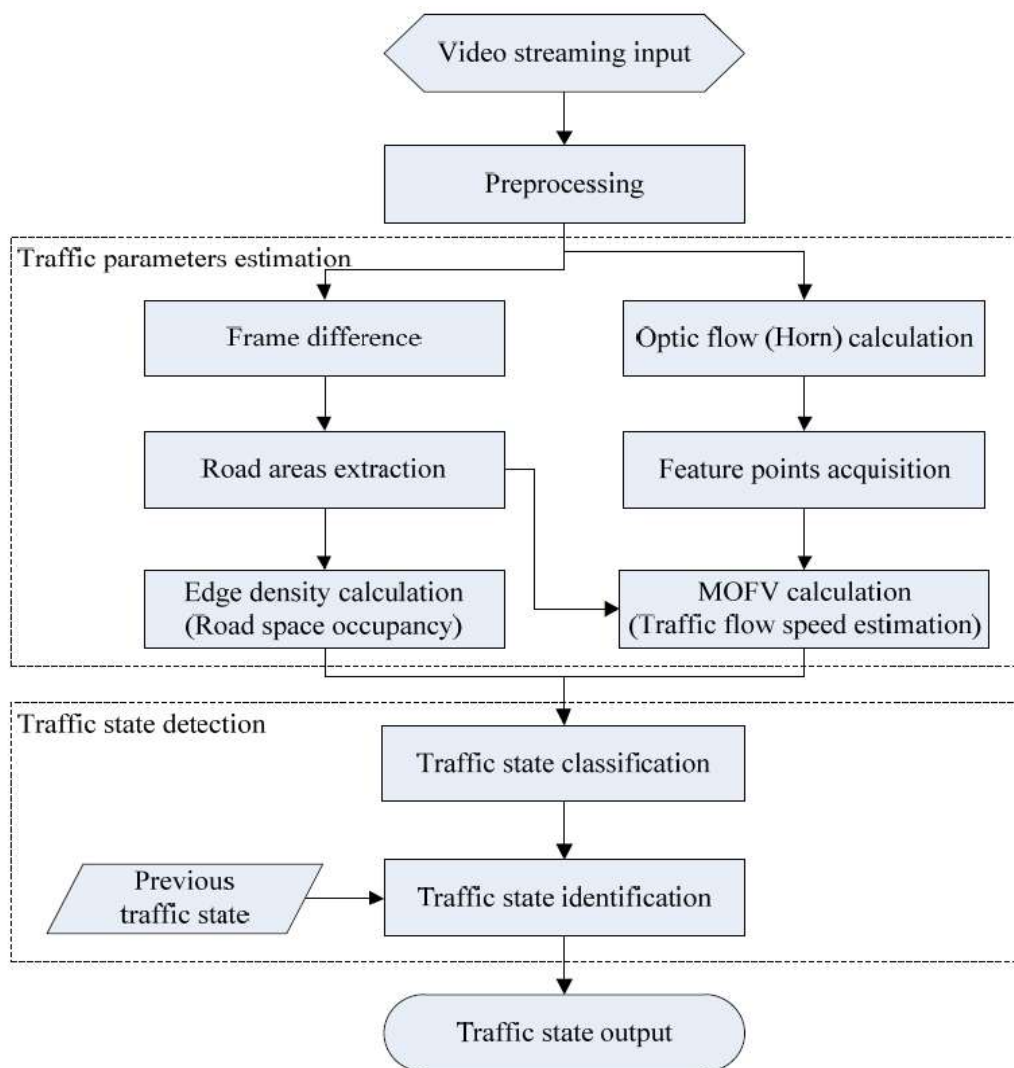 Video streaming input
Preprocessing
Traffic parameters estimation
Frame difference
Optic flow (Horn) calculation
Road areas extraction
Feature points acquisition
Edge density calculation
(Road space occupancy)
MOFV calculation
(Traffic flow speed estimation)
Traffic state detection
Traffic state classification
Previous
traffic state
Traffic state identification
Traffic state output